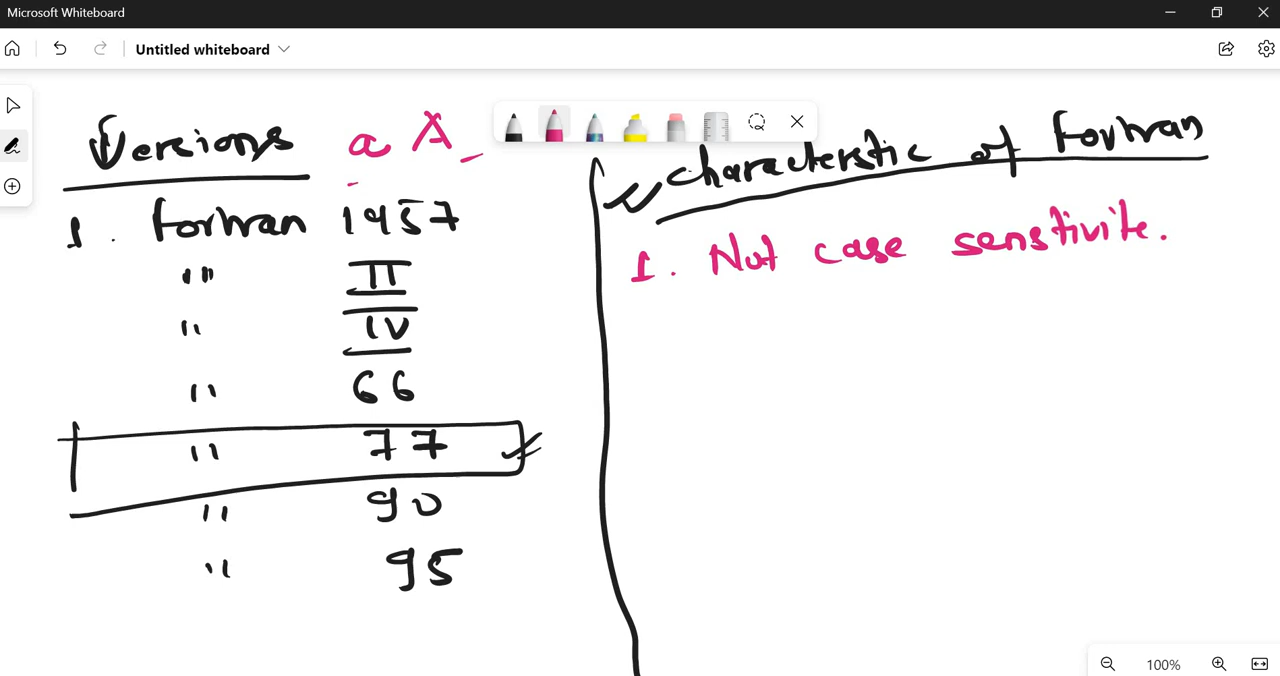 Microsoft Whiteboard
Untitled whiteboard
Versions a A
1. Fortran 1957
" II
" IV
" 66
" 77
" 90
" 95
characterstic of Fortran
1. Not case senstivite.
100%